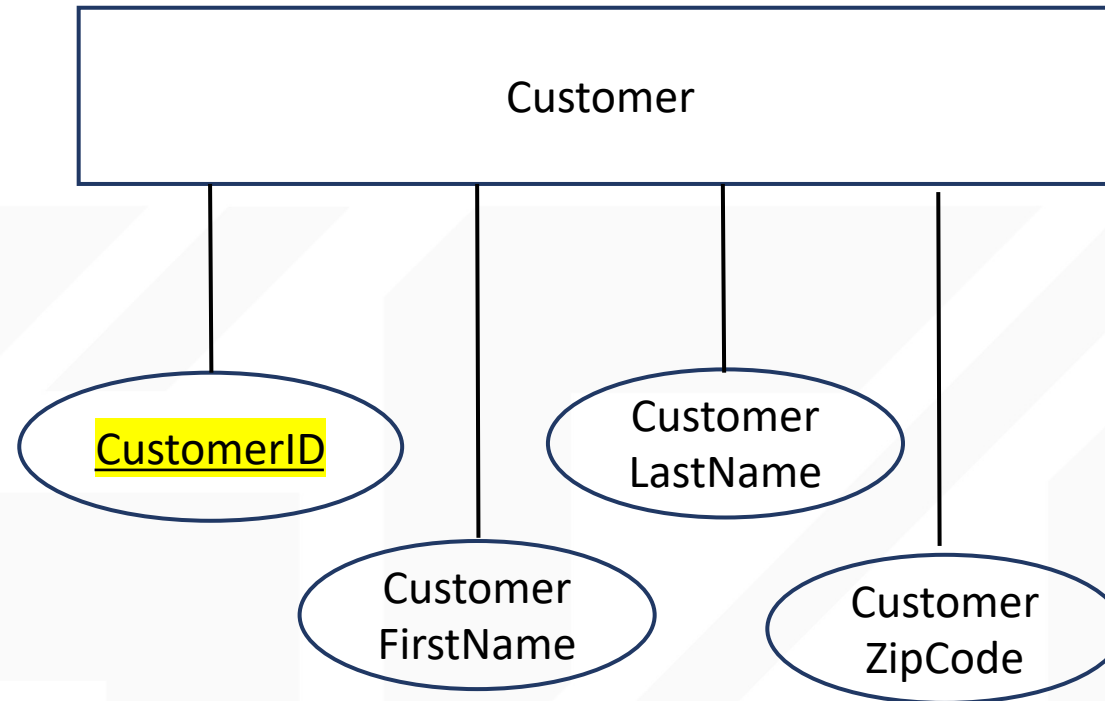 Customer
CustomerID
Customer
LastName
Customer
FirstName
Customer
ZipCode